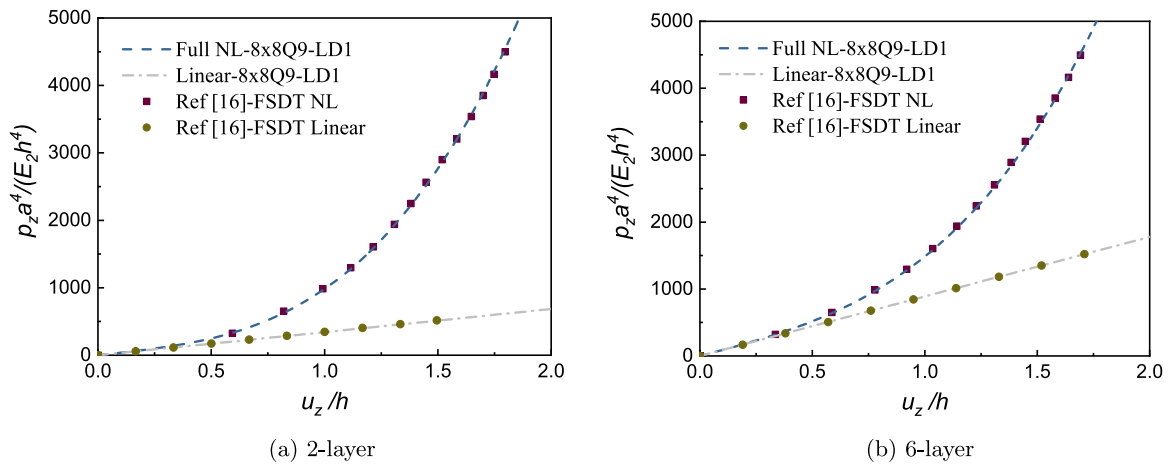 5000
4000
3000
2000
1000
0
0.0 0.5 1.0 1.5 2.0
p_z a^4/(E_2h^4)
u_z /h
Full NL-8x8Q9-LD1
Linear-8x8Q9-LD1
Ref [16]-FSDT NL
Ref [16]-FSDT Linear
(a) 2-layer
5000
4000
3000
2000
1000
0
0.0 0.5 1.0 1.5 2.0
p_z a^4/(E_2h^4)
u_z /h
Full NL-8x8Q9-LD1
Linear-8x8Q9-LD1
Ref [16]-FSDT NL
Ref [16]-FSDT Linear
(b) 6-layer